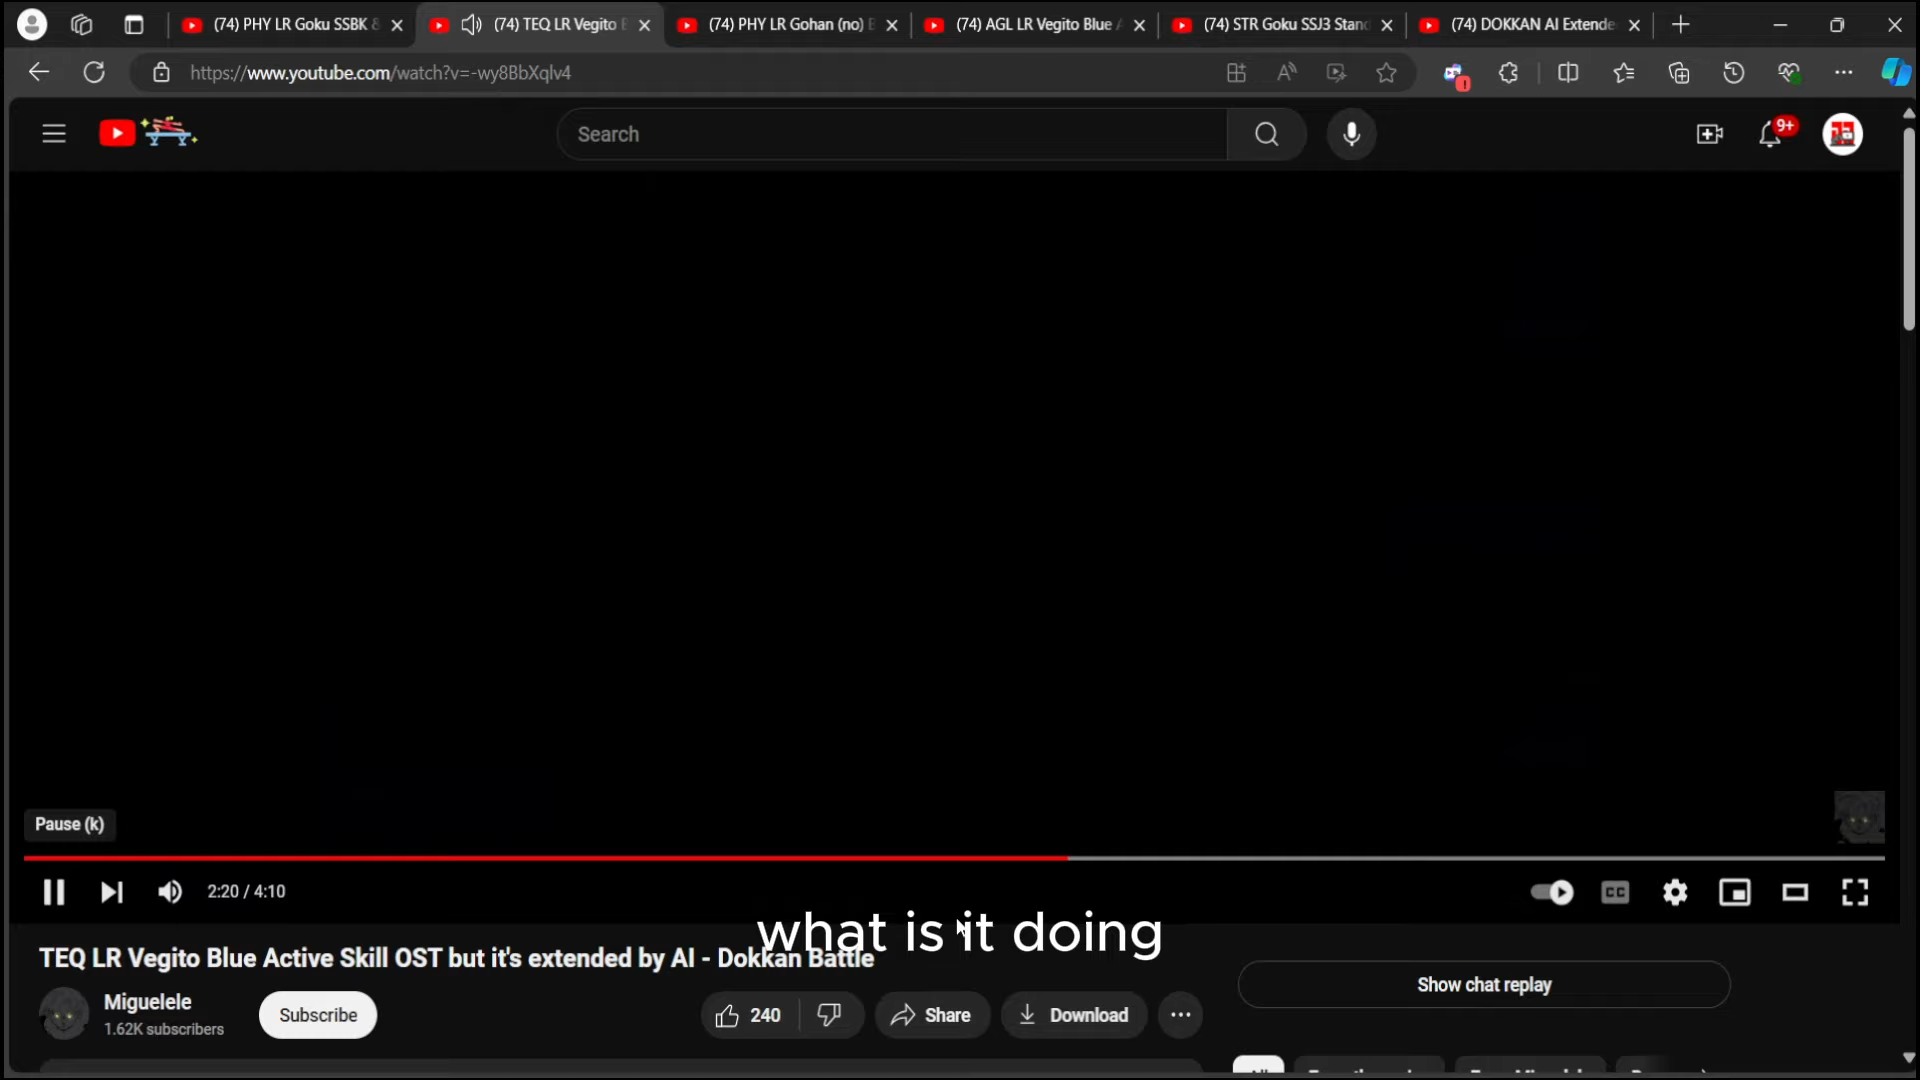 (74) PHY LR Goku SSBK &
(74) TEQ LR Vegito
(74) PHY LR Gohan (no)
(74) AGL LR Vegito Blue
(74) STR Goku SSJ3 Stand
(74) DOKKAN AI Extende
https://www.youtube.com/watch?v=-wy8BbXqlv4
Search
9+
Pause (k)
2:20 / 4:10
CC
what is it doing
TEQ LR Vegito Blue Active Skill OST but it's extended by AI - Dokkan Battle
Miguelele
1.62K subscribers
Subscribe
240
Share
Download
Show chat replay